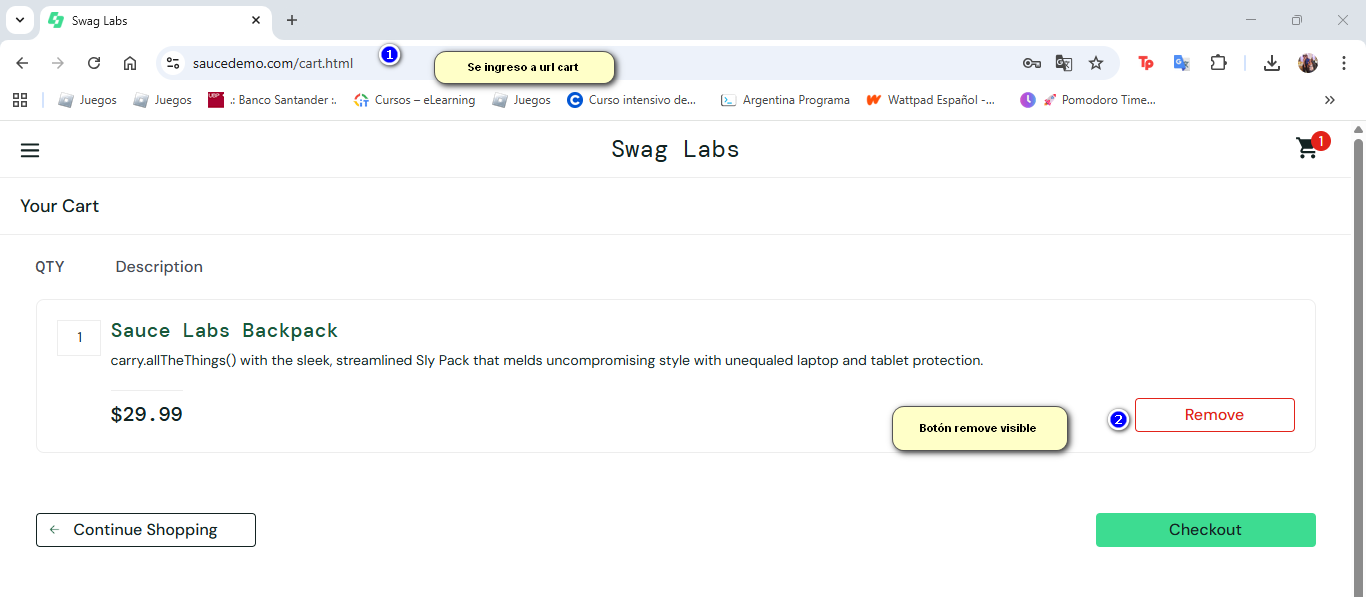 Swag Labs
saucedemo.com/cart.html
1
Se ingreso a url cart
Tp
G
Juegos
Juegos
.: Banco Santander :.
Cursos – eLearning
Juegos
Curso intensivo de...
Argentina Programa
Wattpad Español -...
Pomodoro Time...
Swag Labs
1
Your Cart
QTY
Description
1
Sauce Labs Backpack
carry.allTheThings() with the sleek, streamlined Sly Pack that melds uncompromising style with unequaled laptop and tablet protection.
$29.99
Botón remove visible
2
Remove
Continue Shopping
Checkout